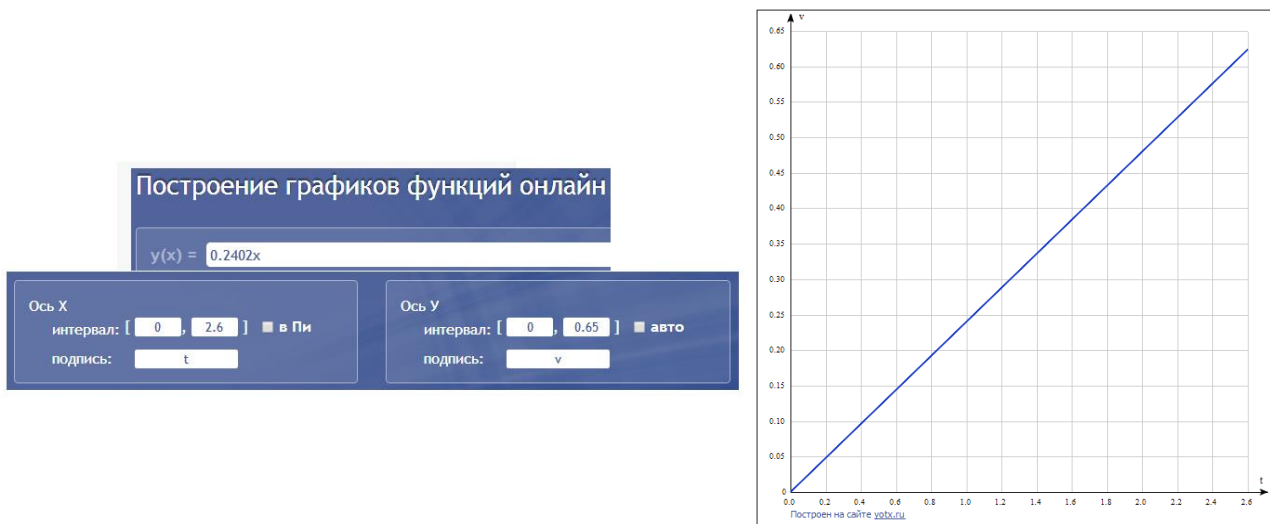 Построение графиков функций онлайн
y(x) = 0.2402x
Ось X
интервал: [ 0 , 2.6 ] в Пи
подпись: t
Ось У
интервал: [ 0 , 0.65 ] авто
подпись: v
v
0.65
0.60
0.55
0.50
0.45
0.40
0.35
0.30
0.25
0.20
0.15
0.10
0.05
0
t
0.0 0.2 0.4 0.6 0.8 1.0 1.2 1.4 1.6 1.8 2.0 2.2 2.4 2.6
Построен на сайте yotx.ru